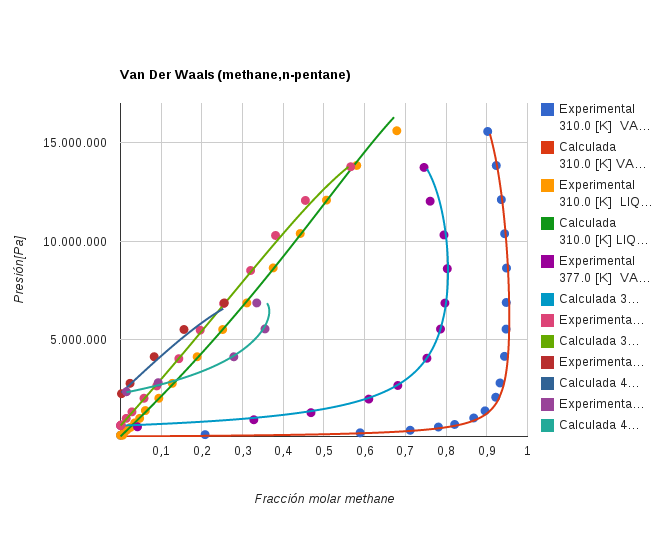 Van Der Waals (methane,n-pentane)
Presión[Pa]
15.000.000
10.000.000
5.000.000
0,1
0,2
0,3
0,4
0,5
0,6
0,7
0,8
0,9
1
Fracción molar methane
Experimental
310.0 [K]  VA...
Calculada
310.0 [K] VA...
Experimental
310.0 [K]  LIQ...
Calculada
310.0 [K] LIQ...
Experimental
377.0 [K]  VA...
Calculada 3...
Experimenta...
Calculada 3...
Experimenta...
Calculada 4...
Experimenta...
Calculada 4...